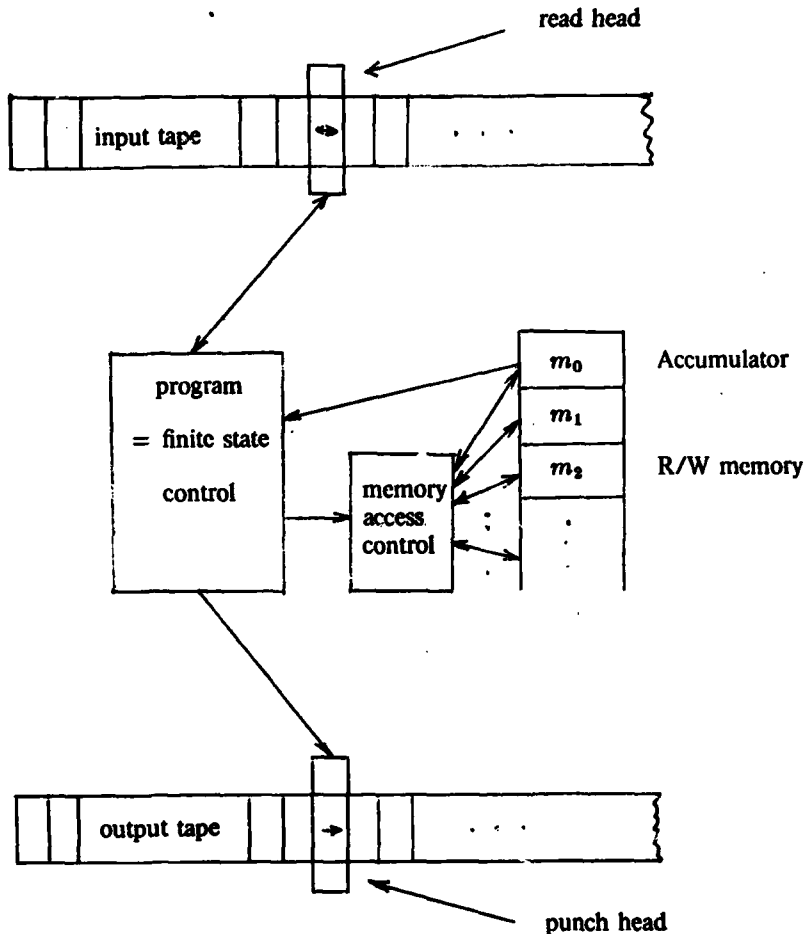 read head
input tape
. . .
m₀ Accumulator
program
m₁
= finite state
m₂ R/W memory
control
memory
access
control
output tape
. . .
punch head